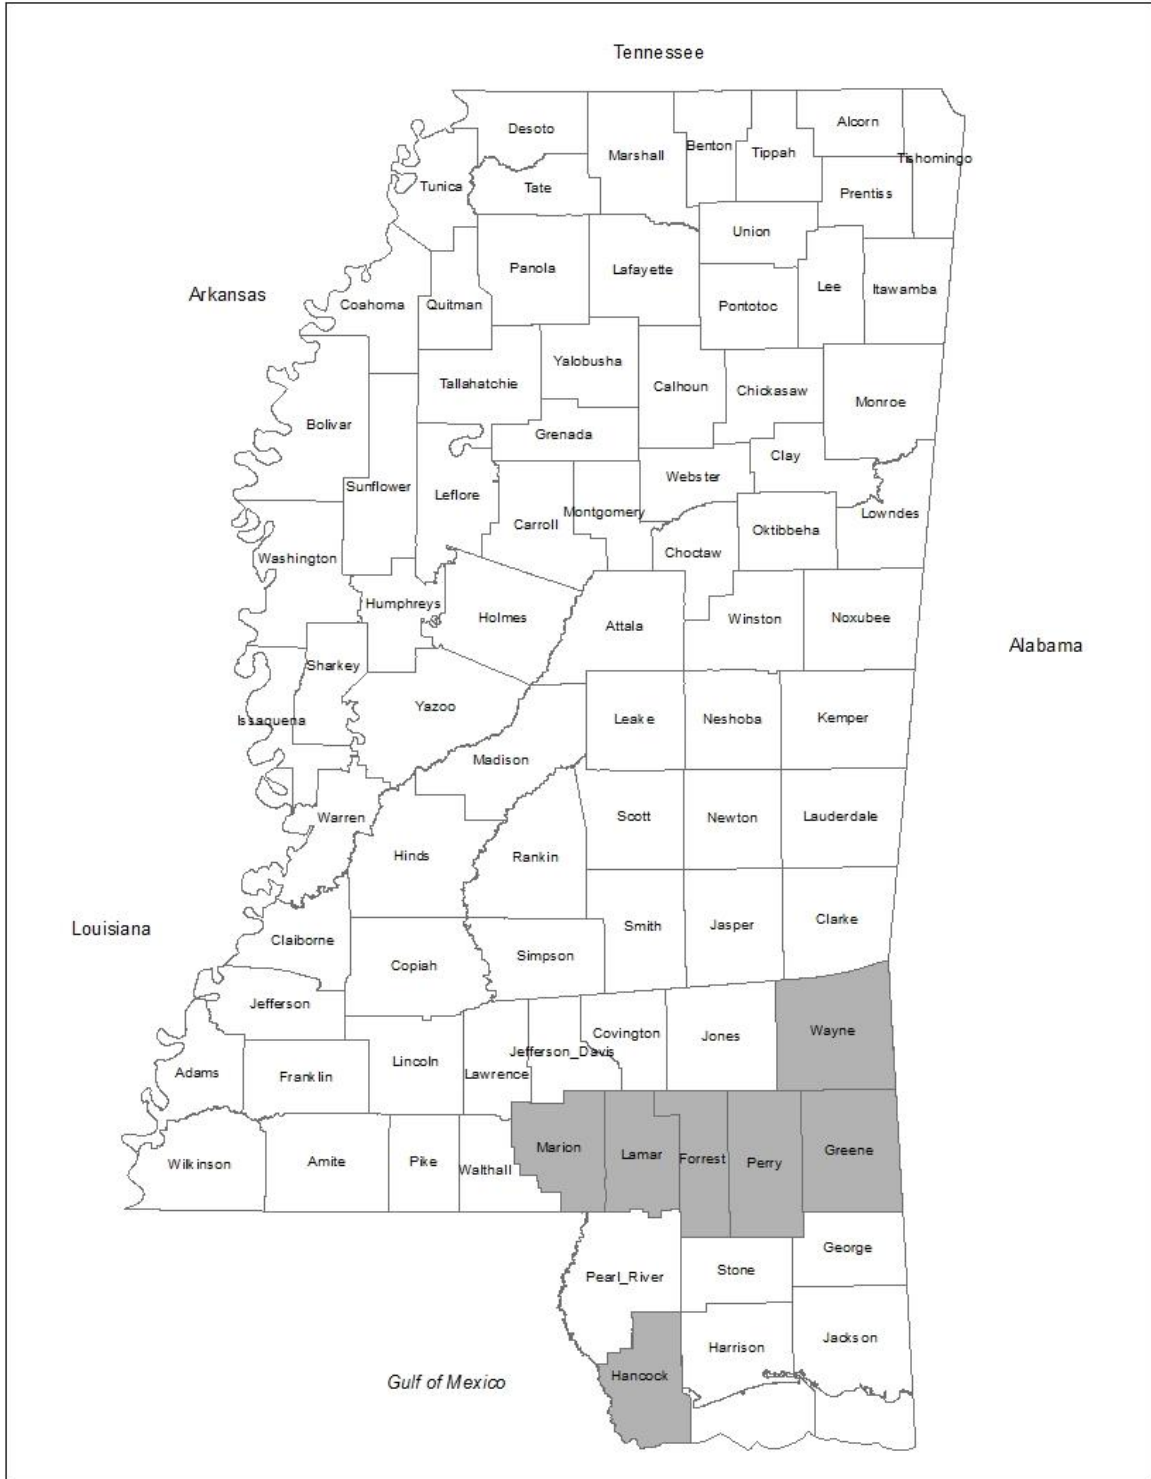 Tennessee
Alcorn
Desoto
Benton
Tippah
Marshall
Tishomingo
Tunica
Tate
Prentiss
Union
Panola
Lafayette
Arkansas
Coahoma
Quitman
Pontotoc
Lee
Itawamba
Yalobusha
Tallahatchie
Calhoun
Chickasaw
Monroe
Bolivar
Grenada
Clay
Webster
Sunflower
Leflore
Montgomery
Lowndes
Carroll
Oktibbeha
Washington
Choctaw
Humphreys
Holmes
Attala
Winston
Noxubee
Alabama
Sharkey
Yazoo
Issaquena
Leake
Neshoba
Kemper
Madison
Warren
Scott
Newton
Lauderdale
Hinds
Rankin
Louisiana
Claiborne
Smith
Jasper
Clarke
Copiah
Simpson
Jefferson
Wayne
Covington
Jones
Jefferson_Davis
Lincoln
Lawrence
Adams
Franklin
Marion
Lamar
Forrest
Perry
Greene
Wilkinson
Amite
Pike
Walthall
George
Stone
Pearl_River
Jackson
Harrison
Hancock
Gulf of Mexico